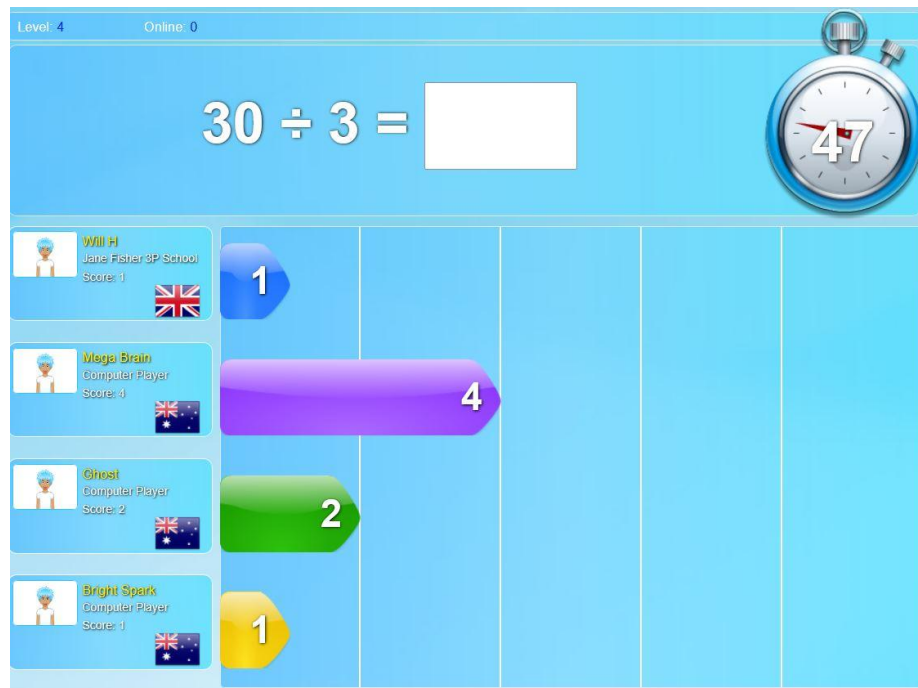 Level: 4 Online: 0
30 ÷ 3 =
47
Will H
Jane Fisher 3P School
Score: 1
1
Mega Brain
Computer Player
Score: 4
4
Ghost
Computer Player
Score: 2
2
Bright Spark
Computer Player
Score: 1
1